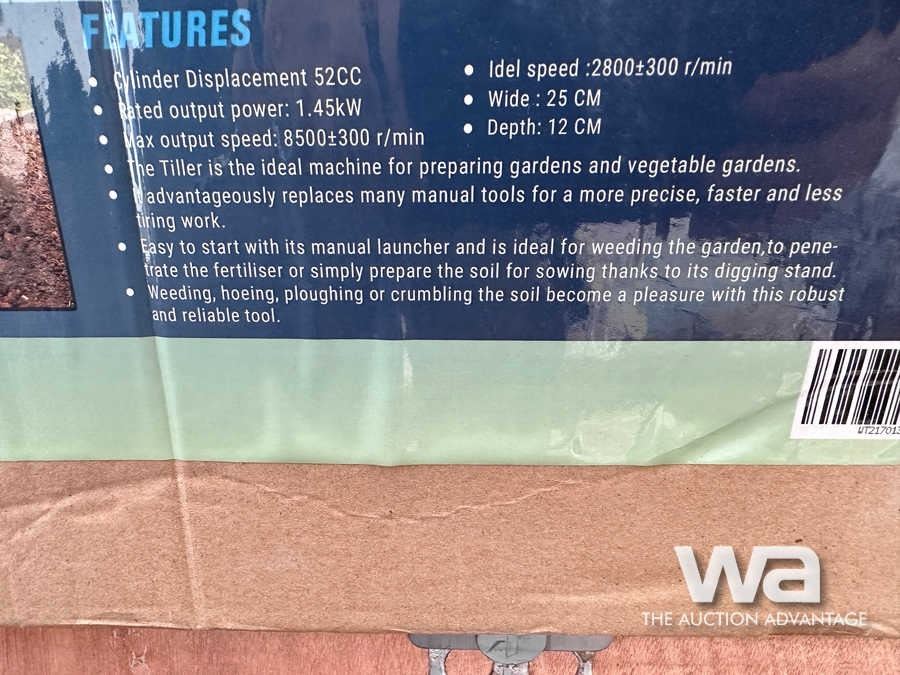 FEATURES
Cylinder Displacement 52CC
Rated output power: 1.45kW
Max output speed: 8500±300 r/min
Idel speed :2800±300 r/min
Wide : 25 CM
Depth: 12 CM
The Tiller is the ideal machine for preparing gardens and vegetable gardens.
It advantageously replaces many manual tools for a more precise, faster and less
tiring work.
Easy to start with its manual launcher and is ideal for weeding the garden,to pene-
trate the fertiliser or simply prepare the soil for sowing thanks to its digging stand.
Weeding, hoeing, ploughing or crumbling the soil become a pleasure with this robust
and reliable tool.
wa
THE AUCTION ADVANTAGE